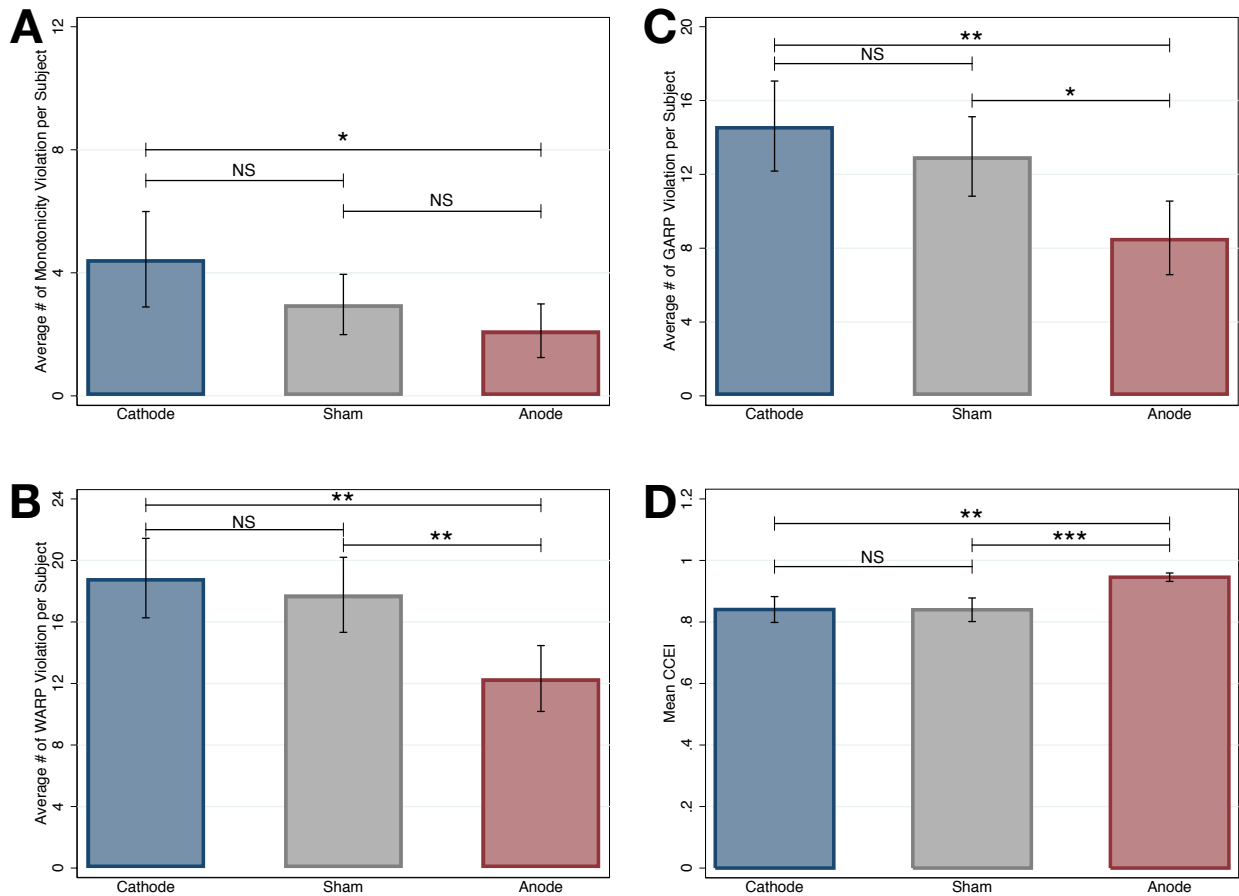 A
Average # of Monotonicity Violation per Subject
12
8
4
0
*
NS
NS
Cathode Sham Anode
C
Average # of GARP Violation per Subject
20
16
12
8
4
0
**
NS
*
Cathode Sham Anode
B
Average # of WARP Violation per Subject
24
20
16
12
8
4
0
**
NS
**
Cathode Sham Anode
D
Mean CCEI
1.2
1
.8
.6
.4
.2
0
**
***
NS
Cathode Sham Anode